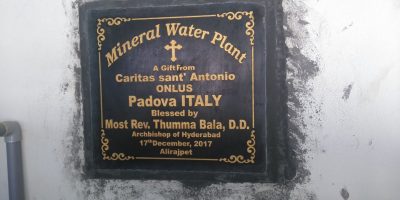 Mineral Water Plant
A Gift From
Caritas sant' Antonio
ONLUS
Padova ITALY
Blessed by
Most Rev. Thumma Bala, D.D.
Archbishop of Hyderabad
17th December, 2017
Alirajpet